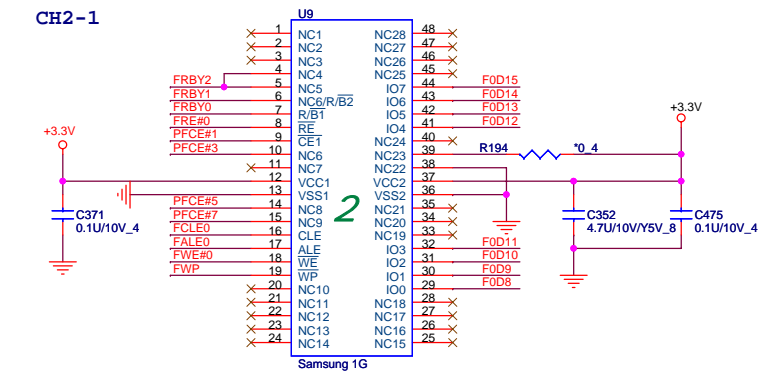 CH2-1
U9
1 NC1 NC28 48
2 NC2 NC27 47
3 NC3 NC26 46
4 NC4 NC25 45
FRBY2 5 NC5 IO7 44 F0D15
FRBY1 6 NC6/R/B2 IO6 43 F0D14
FRBY0 7 R/B1 IO5 42 F0D13
FRE#0 8 RE IO4 41 F0D12
PFCE#1 9 CE1 NC24 40
PFCE#3 10 NC6 NC23 39 R194 *0_4
11 NC7 NC22 38
12 VCC1 VCC2 37
13 VSS1 VSS2 36
PFCE#5 14 NC8 NC21 35
PFCE#7 15 NC9 NC20 34
FCLE0 16 CLE NC19 33
FALE0 17 ALE IO3 32 F0D11
FWE#0 18 WE IO2 31 F0D10
FWP 19 WP IO1 30 F0D9
20 NC10 IO0 29 F0D8
21 NC11 NC18 28
22 NC12 NC17 27
23 NC13 NC16 26
24 NC14 NC15 25
2
Samsung 1G
+3.3V
C371
0.1U/10V_4
+3.3V
C352
4.7U/10V/Y5V_8
C475
0.1U/10V_4